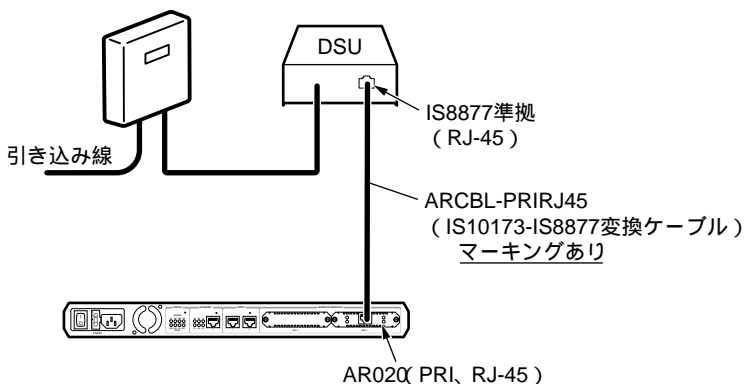 DSU
IS8877準拠
（RJ-45）
引き込み線
ARCBL-PRIRJ45
（IS10173-IS8877変換ケーブル）
マーキングあり
AR020（PRI、RJ-45）